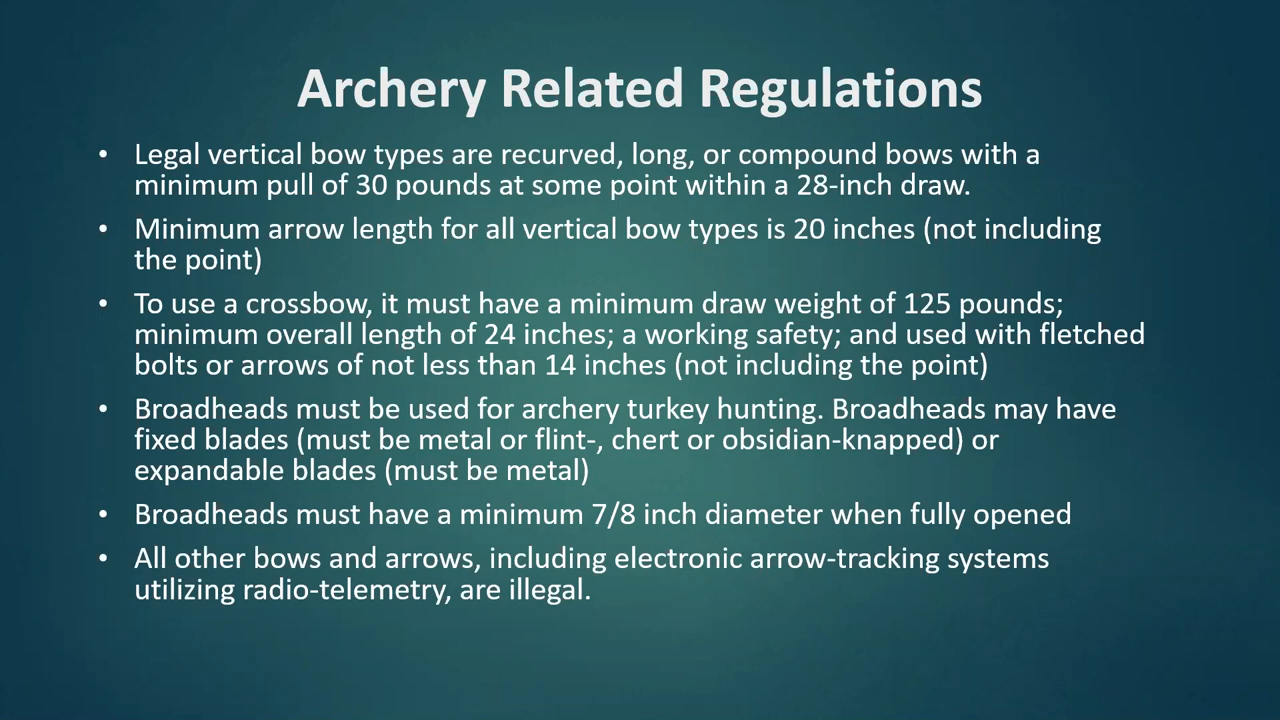 Archery Related Regulations
• Legal vertical bow types are recurved, long, or compound bows with a
minimum pull of 30 pounds at some point within a 28-inch draw.
• Minimum arrow length for all vertical bow types is 20 inches (not including
the point)
• To use a crossbow, it must have a minimum draw weight of 125 pounds;
minimum overall length of 24 inches; a working safety; and used with fletched
bolts or arrows of not less than 14 inches (not including the point)
• Broadheads must be used for archery turkey hunting. Broadheads may have
fixed blades (must be metal or flint-, chert or obsidian-knapped) or
expandable blades (must be metal)
• Broadheads must have a minimum 7/8 inch diameter when fully opened
• All other bows and arrows, including electronic arrow-tracking systems
utilizing radio-telemetry, are illegal.